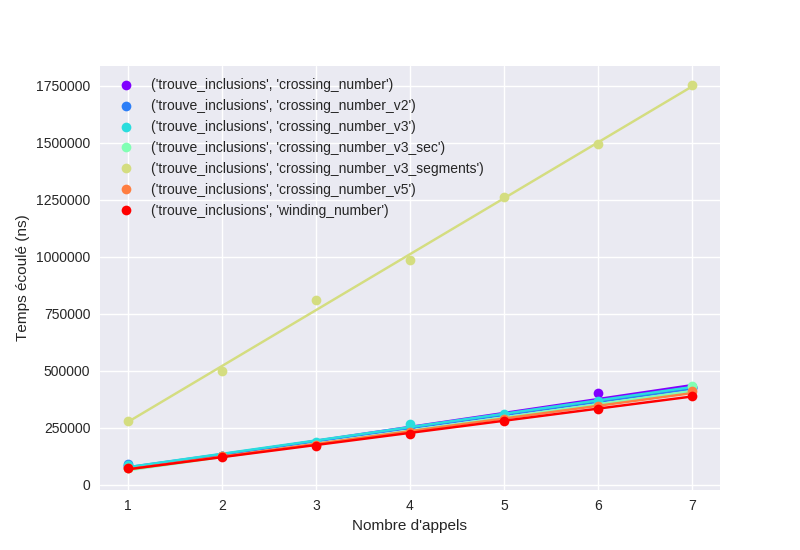 1750000
1500000
1250000
1000000
750000
500000
250000
0
Temps écoulé (ns)
('trouve_inclusions', 'crossing_number')
('trouve_inclusions', 'crossing_number_v2')
('trouve_inclusions', 'crossing_number_v3')
('trouve_inclusions', 'crossing_number_v3_sec')
('trouve_inclusions', 'crossing_number_v3_segments')
('trouve_inclusions', 'crossing_number_v5')
('trouve_inclusions', 'winding_number')
1 2 3 4 5 6 7
Nombre d'appels